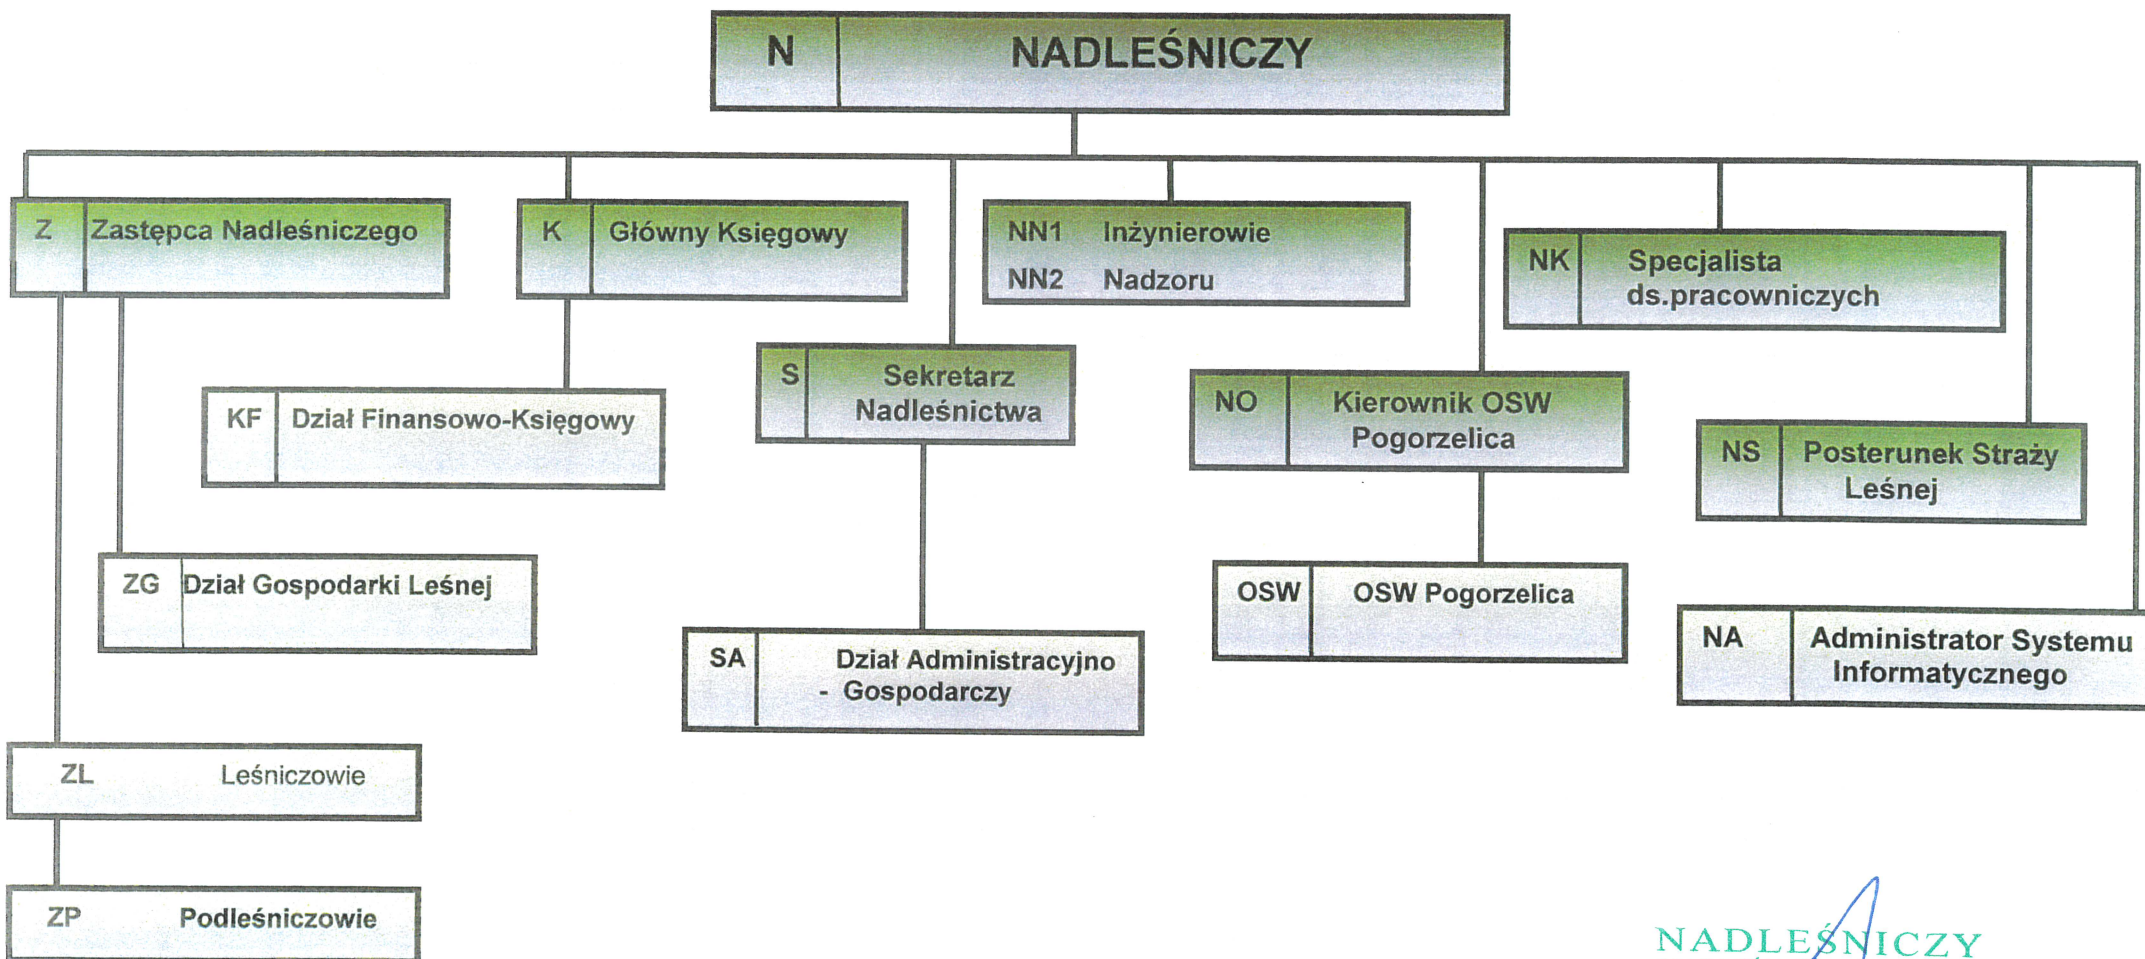 N NADLEŚNICZY
Z Zastępca Nadleśniczego
K Główny Księgowy
NN1 Inżynierowie
NN2 Nadzoru
NK Specjalista
ds.pracowniczych
S Sekretarz
Nadleśnictwa
NO Kierownik OSW
Pogorzelica
KF Dział Finansowo-Księgowy
NS Posterunek Straży
Leśnej
ZG Dział Gospodarki Leśnej
OSW OSW Pogorzelica
SA Dział Administracyjno
- Gospodarczy
NA Administrator Systemu
Informatycznego
ZL Leśniczowie
ZP Podleśniczowie
NADLEŚNICZY